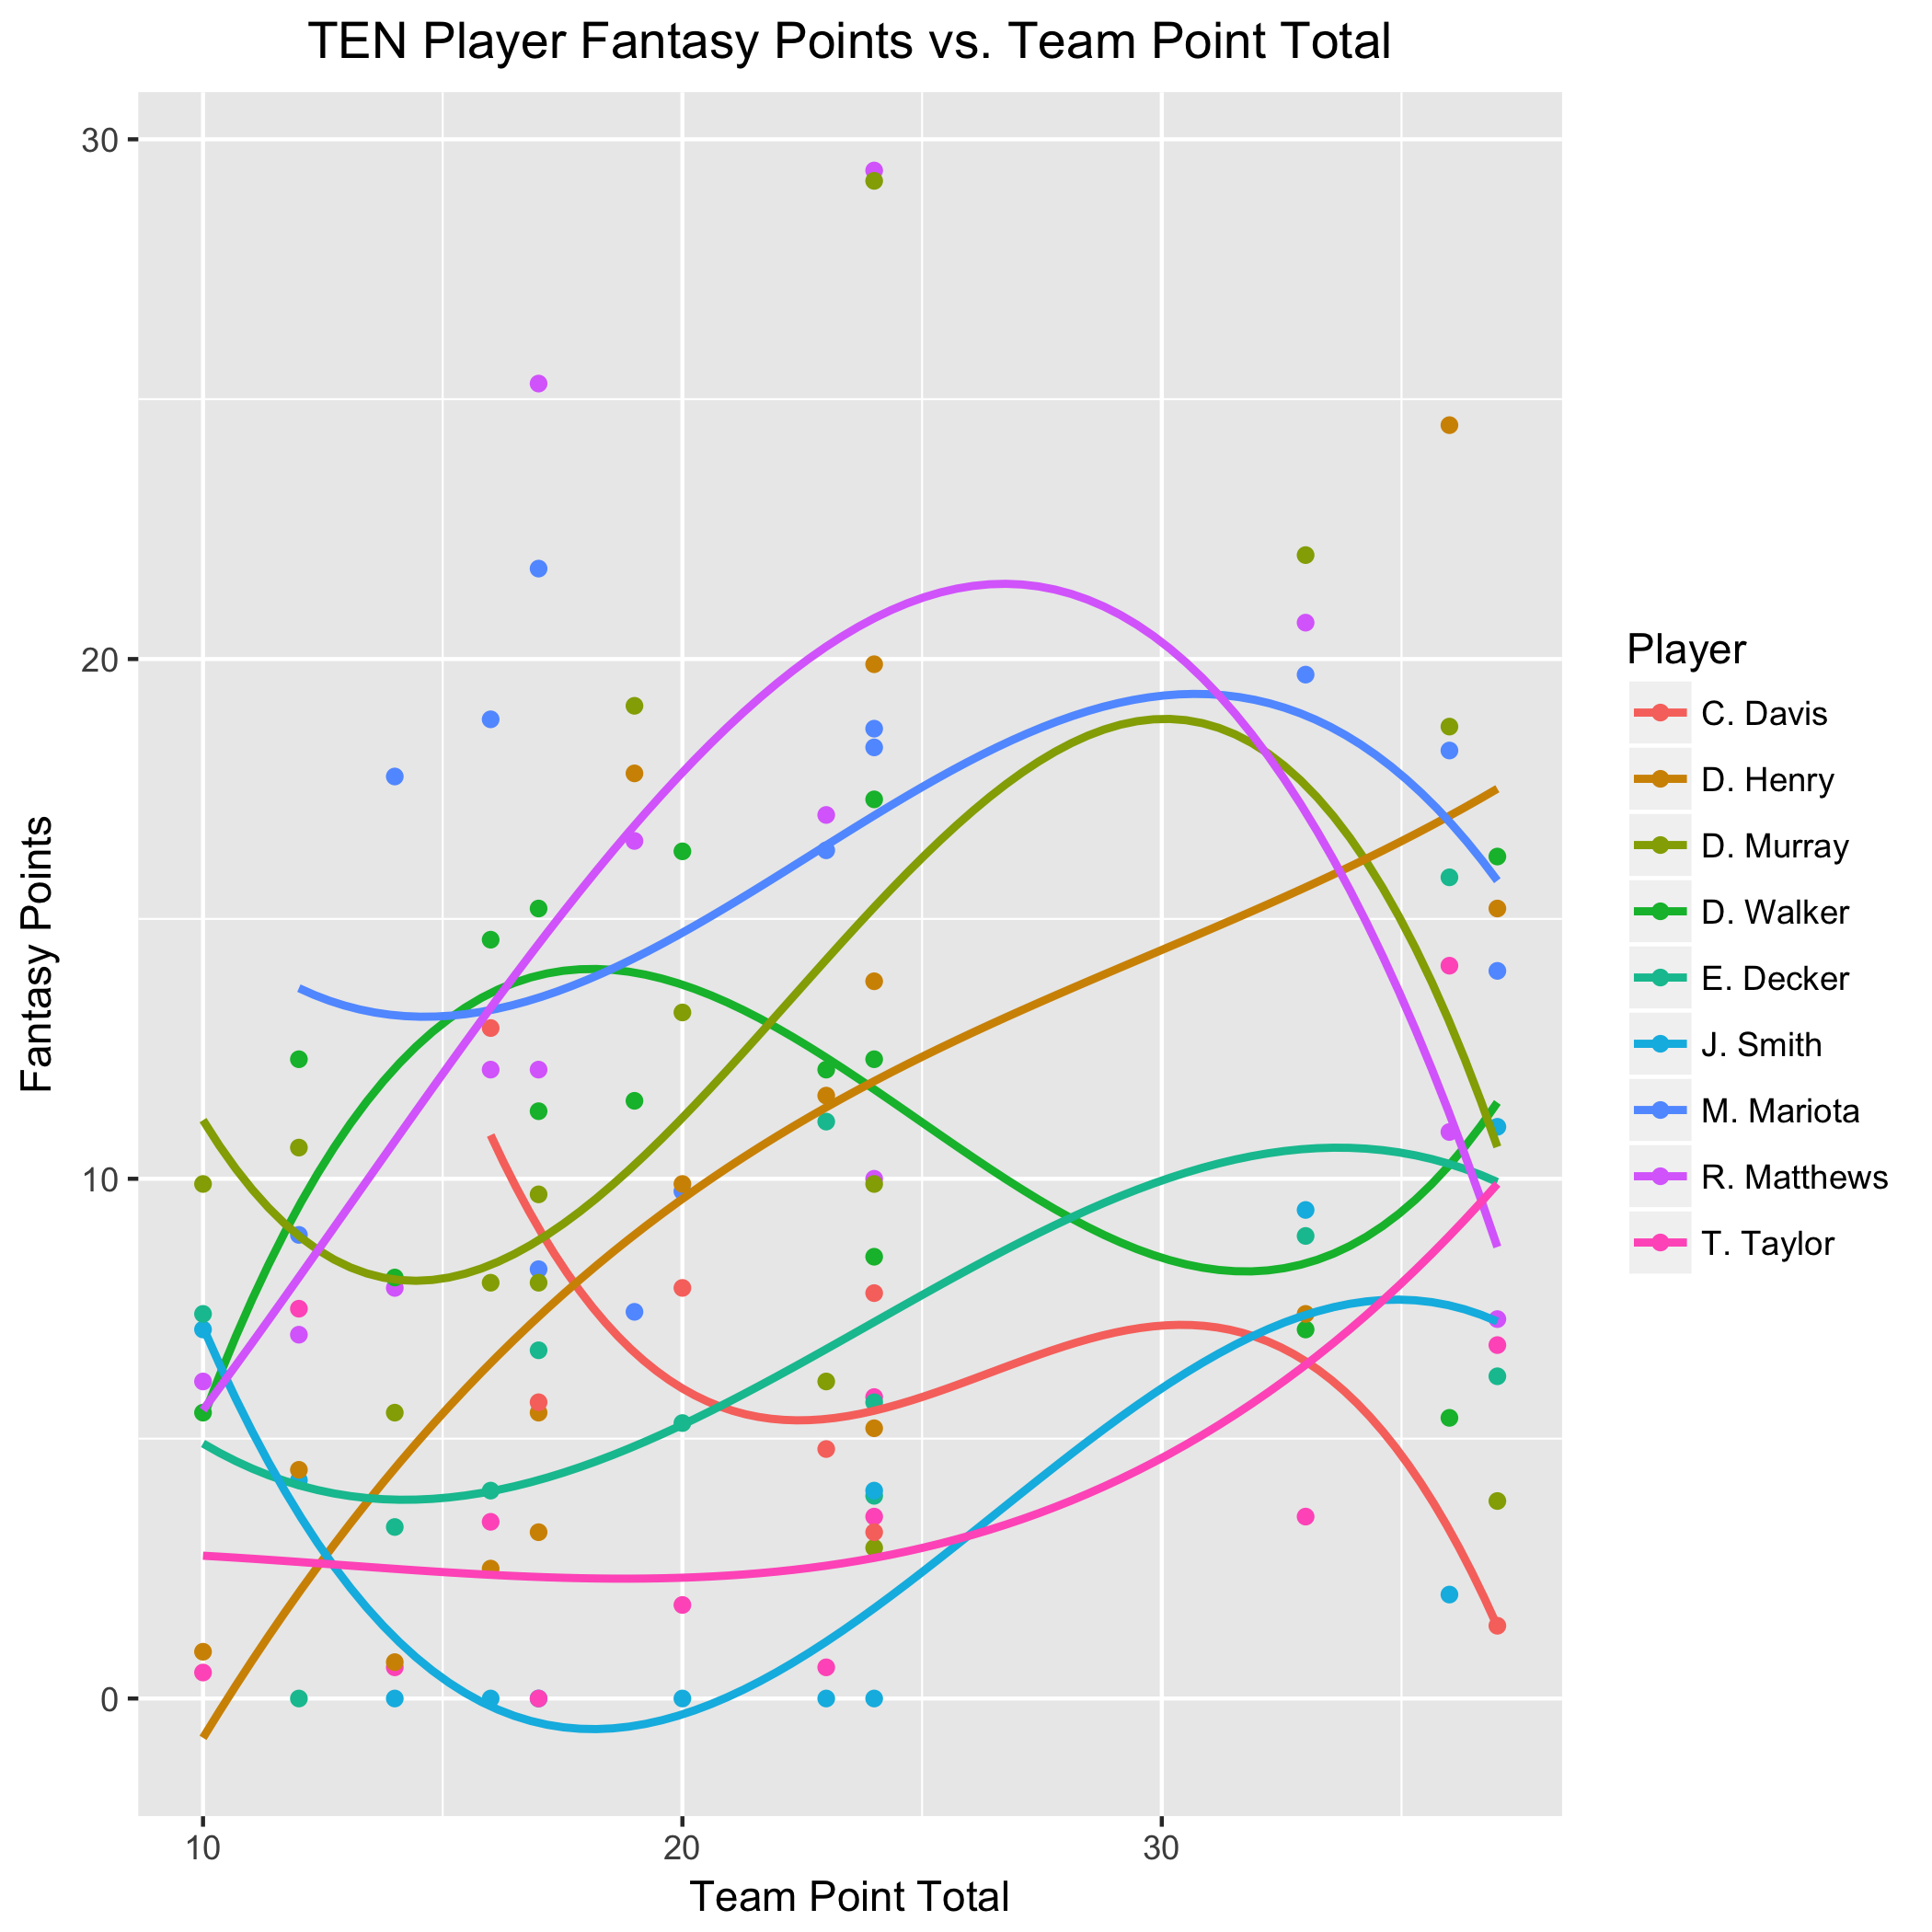 TEN Player Fantasy Points vs. Team Point Total
30
20
10
0
Fantasy Points
10 20 30
Team Point Total
Player
C. Davis
D. Henry
D. Murray
D. Walker
E. Decker
J. Smith
M. Mariota
R. Matthews
T. Taylor